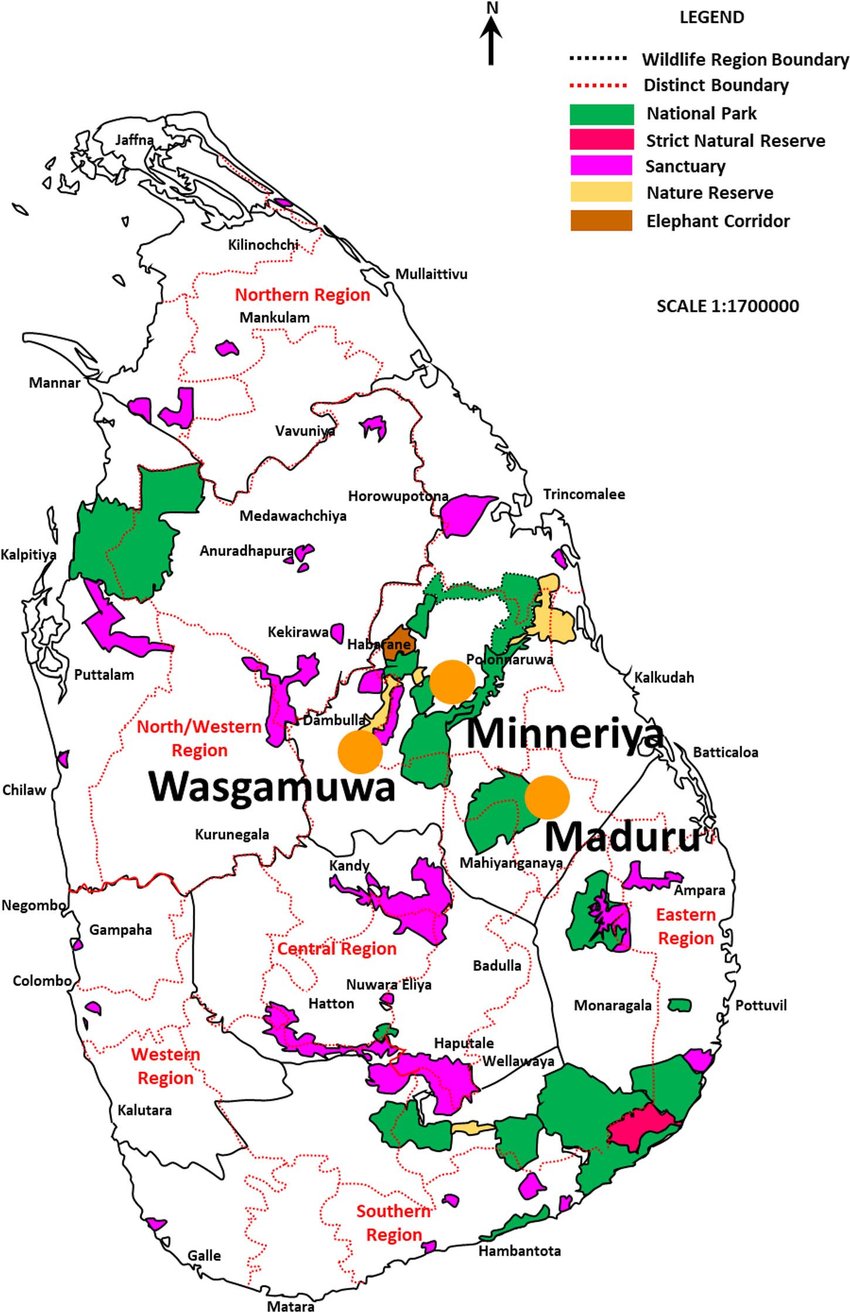 N
LEGEND
Wildlife Region Boundary
Distinct Boundary
National Park
Strict Natural Reserve
Sanctuary
Nature Reserve
Elephant Corridor
SCALE 1:1700000
Jaffna
Kilinochchi
Mullaittivu
Northern Region
Mankulam
Mannar
Vavuniya
Horowupotona
Trincomalee
Medawachchiya
Kalpitiya
Anuradhapura
Kekirawa
Habarane
Polonnaruwa
Puttalam
Kalkudah
Dambulla
North/Western
Region
Minneriya
Batticaloa
Chilaw
Wasgamuwa
Kurunegala
Maduru
Mahiyanganaya
Kandy
Ampara
Negombo
Gampaha
Eastern
Region
Central Region
Badulla
Colombo
Nuwara Eliya
Hatton
Monaragala
Pottuvil
Haputale
Wellawaya
Western
Region
Kalutara
Southern
Region
Galle
Hambantota
Matara